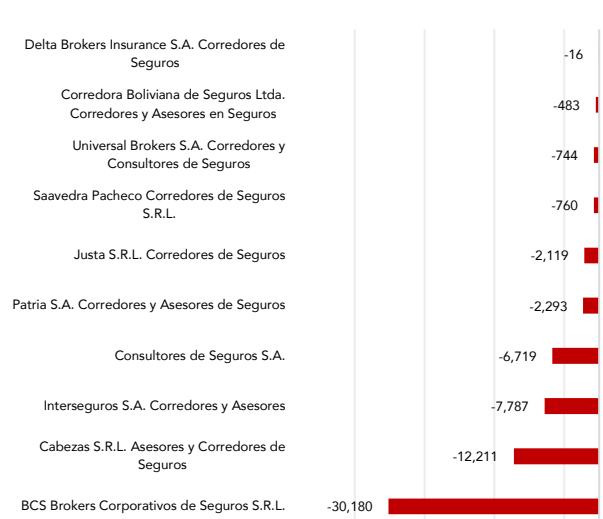 Delta Brokers Insurance S.A. Corredores de
Seguros
-16
Corredora Boliviana de Seguros Ltda.
Corredores y Asesores en Seguros
-483
Universal Brokers S.A. Corredores y
Consultores de Seguros
-744
Saavedra Pacheco Corredores de Seguros
S.R.L.
-760
Justa S.R.L. Corredores de Seguros
-2,119
Patria S.A. Corredores y Asesores de Seguros
-2,293
Consultores de Seguros S.A.
-6,719
Interseguros S.A. Corredores y Asesores
-7,787
Cabezas S.R.L. Asesores y Corredores de
Seguros
-12,211
BCS Brokers Corporativos de Seguros S.R.L.
-30,180